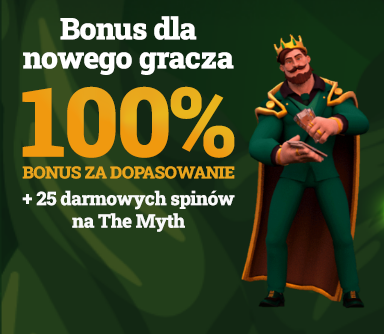 Bonus dla
nowego gracza
100%
BONUS ZA DOPASOWANIE
+ 25 darmowych spinów
na The Myth